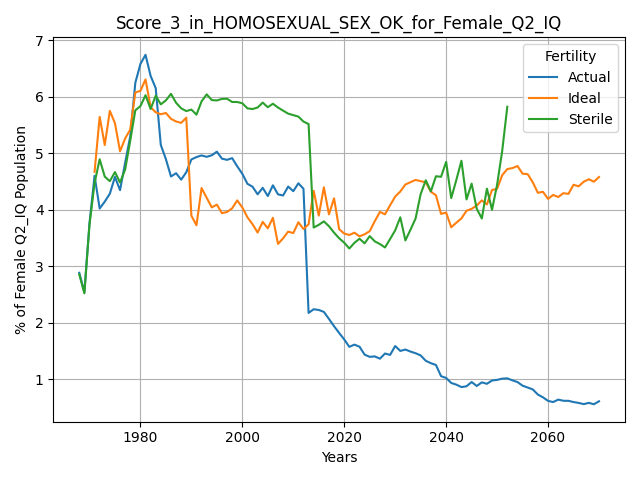 Score_3_in_HOMOSEXUAL_SEX_OK_for_Female_Q2_IQ
Fertility
Actual
Ideal
Sterile
% of Female Q2_IQ Population
7
6
5
4
3
2
1
1980
2000
2020
2040
2060
Years